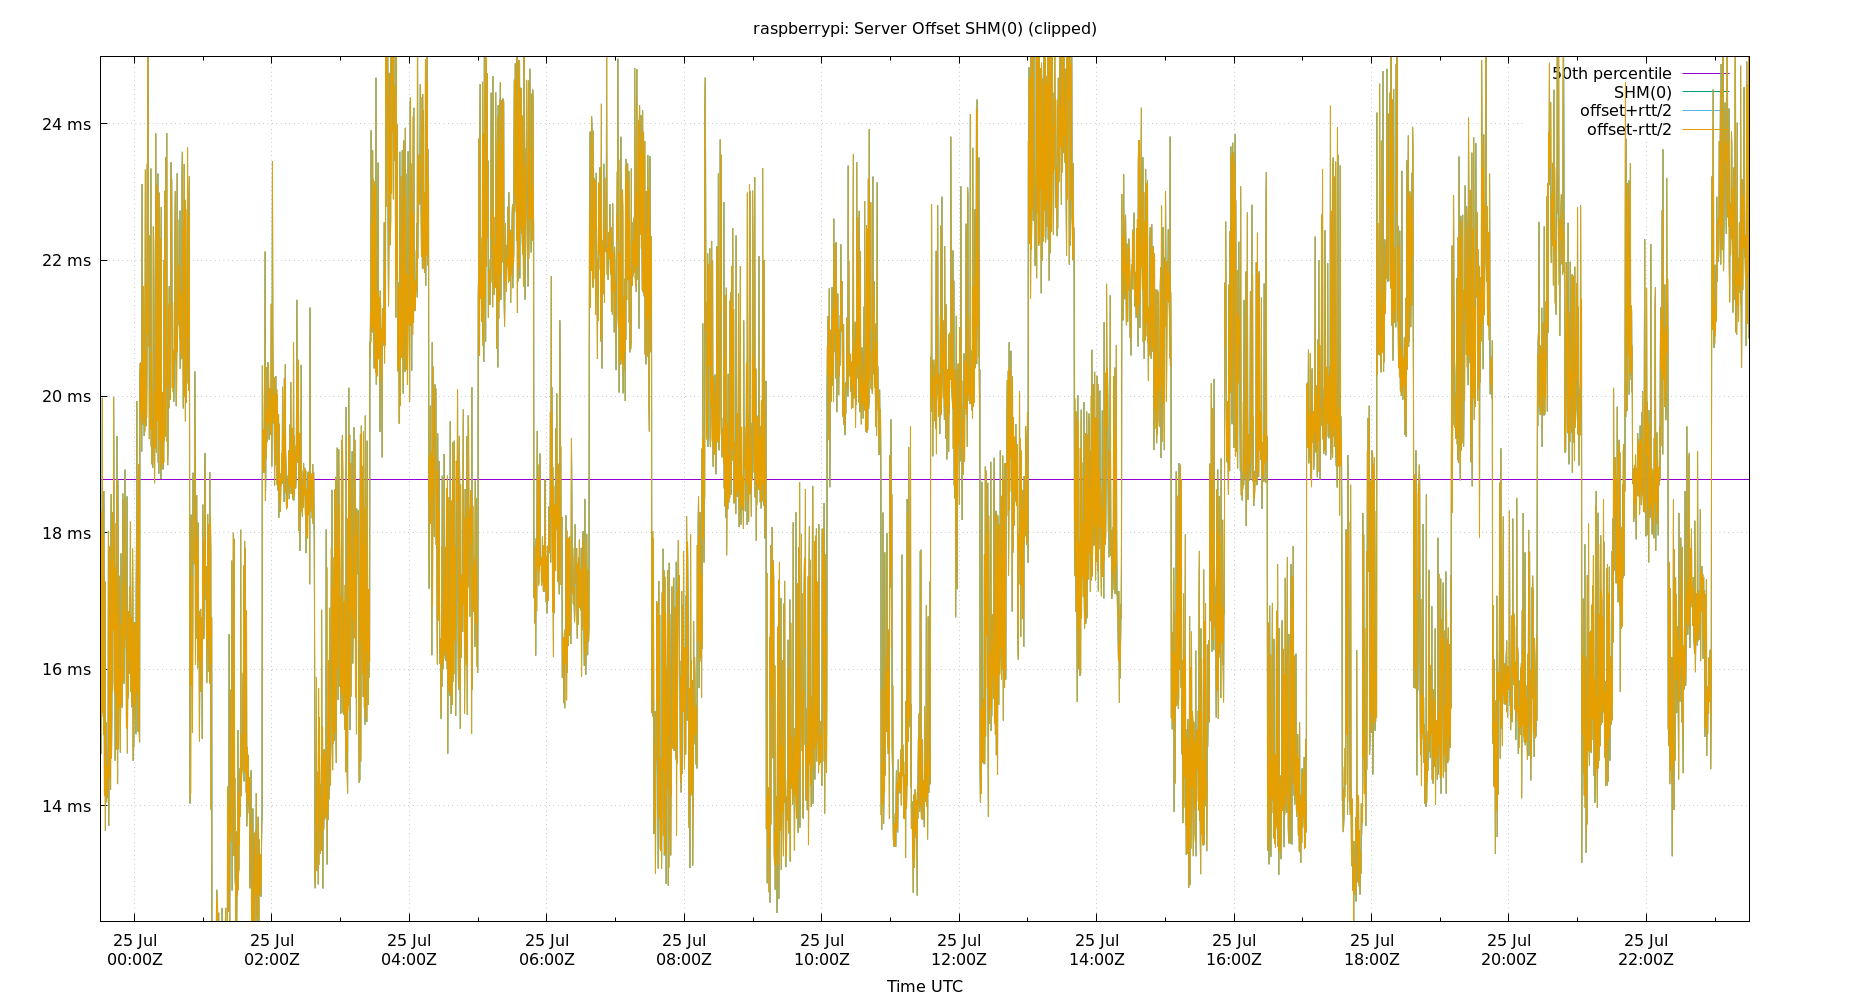 raspberrypi: Server Offset SHM(0) (clipped)
50th percentile
SHM(0)
offset+rtt/2
offset-rtt/2
24 ms
22 ms
20 ms
18 ms
16 ms
14 ms
25 Jul 25 Jul 25 Jul 25 Jul 25 Jul 25 Jul 25 Jul 25 Jul 25 Jul 25 Jul 25 Jul 25 Jul
00:00Z 02:00Z 04:00Z 06:00Z 08:00Z 10:00Z 12:00Z 14:00Z 16:00Z 18:00Z 20:00Z 22:00Z
Time UTC